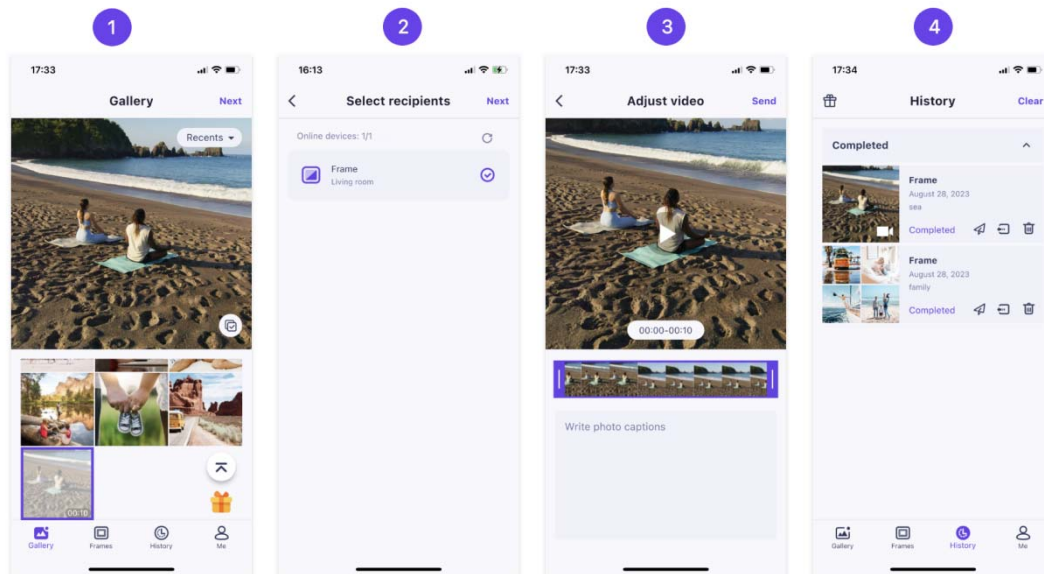 1
17:33
Gallery Next
Recents
00:10
Gallery Frames History Me
2
16:13
Select recipients Next
Online devices: 1/1
Frame
Living room
3
17:33
Adjust video Send
00:00-00:10
Write photo captions
4
17:34
History Clear
Completed
Frame
August 28, 2023
sea
Completed
Frame
August 28, 2023
family
Completed
Gallery Frames History Me